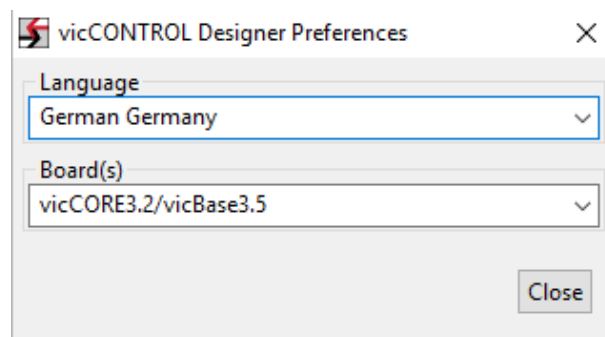 vicCONTROL Designer Preferences
Language
German Germany
Board(s)
vicCORE3.2/vicBase3.5
Close